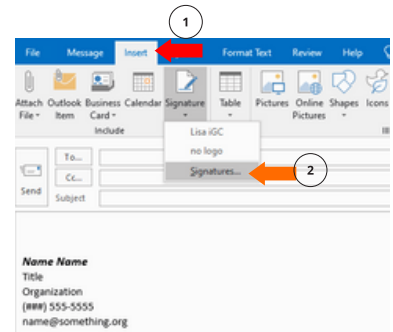 1
File Message Insert Format Text Review Help
Attach File Outlook Item Business Card Calendar Signature Table Pictures Online Pictures Shapes Icons
Include
Lisa iGC
no logo
Signatures...
2
To...
Cc...
Send
Subject
Name Name
Title
Organization
(###) 555-5555
name@something.org